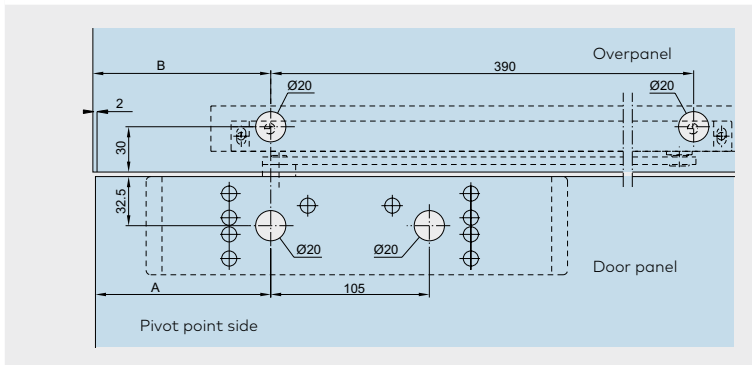 Overpanel
B
390
Ø20
Ø20
2
30
32.5
Ø20
Ø20
Door panel
A
105
Pivot point side